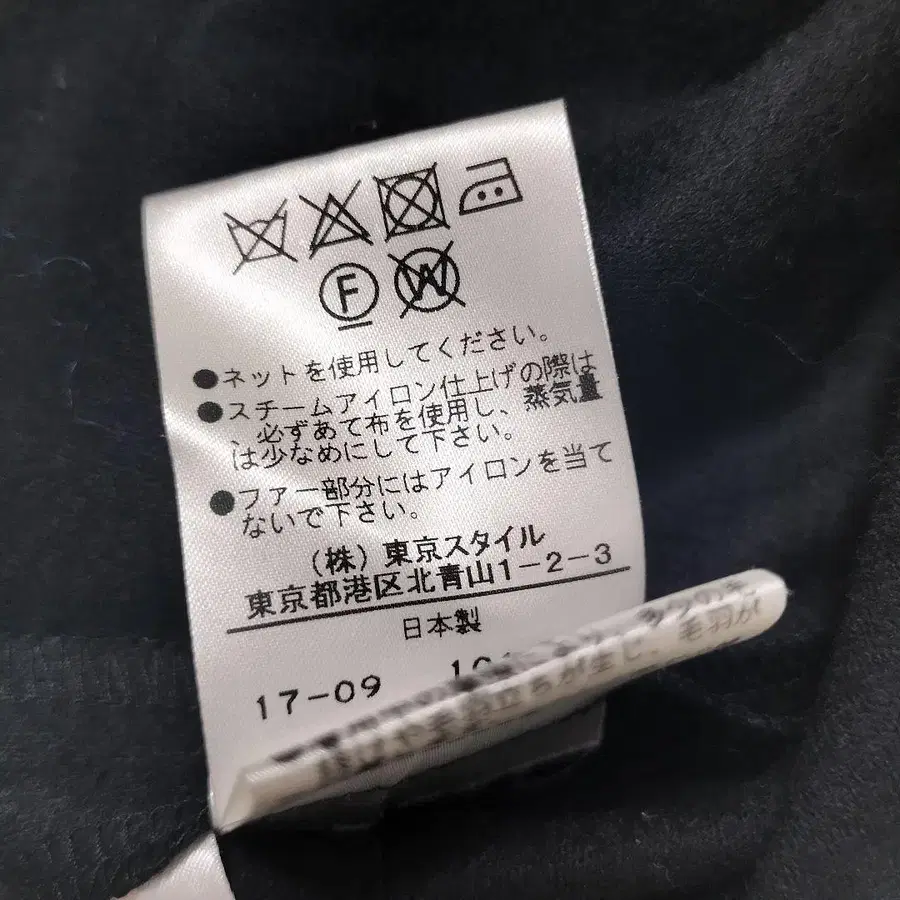 F W
●ネットを使用してください。
●スチームアイロン仕上げの際は
必ずあて布を使用し、蒸気量
は少なめにして下さい。
●ファー部分にはアイロンを当て
ないで下さい。
(株)東京スタイル
東京都港区北青山1-2-3
日本製
17-09